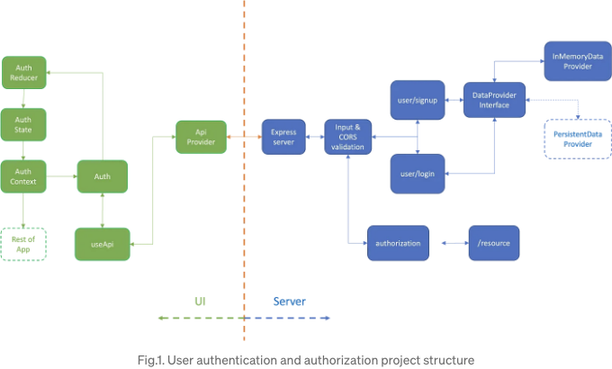 Auth
Reducer
Auth
State
Auth
Context
Rest of
App
Auth
useApi
Api
Provider
Express
server
Input &
CORS
validation
user/signup
user/login
DataProvider
Interface
InMemoryData
Provider
PersistentData
Provider
authorization
/resource
UI
Server
Fig.1. User authentication and authorization project structure